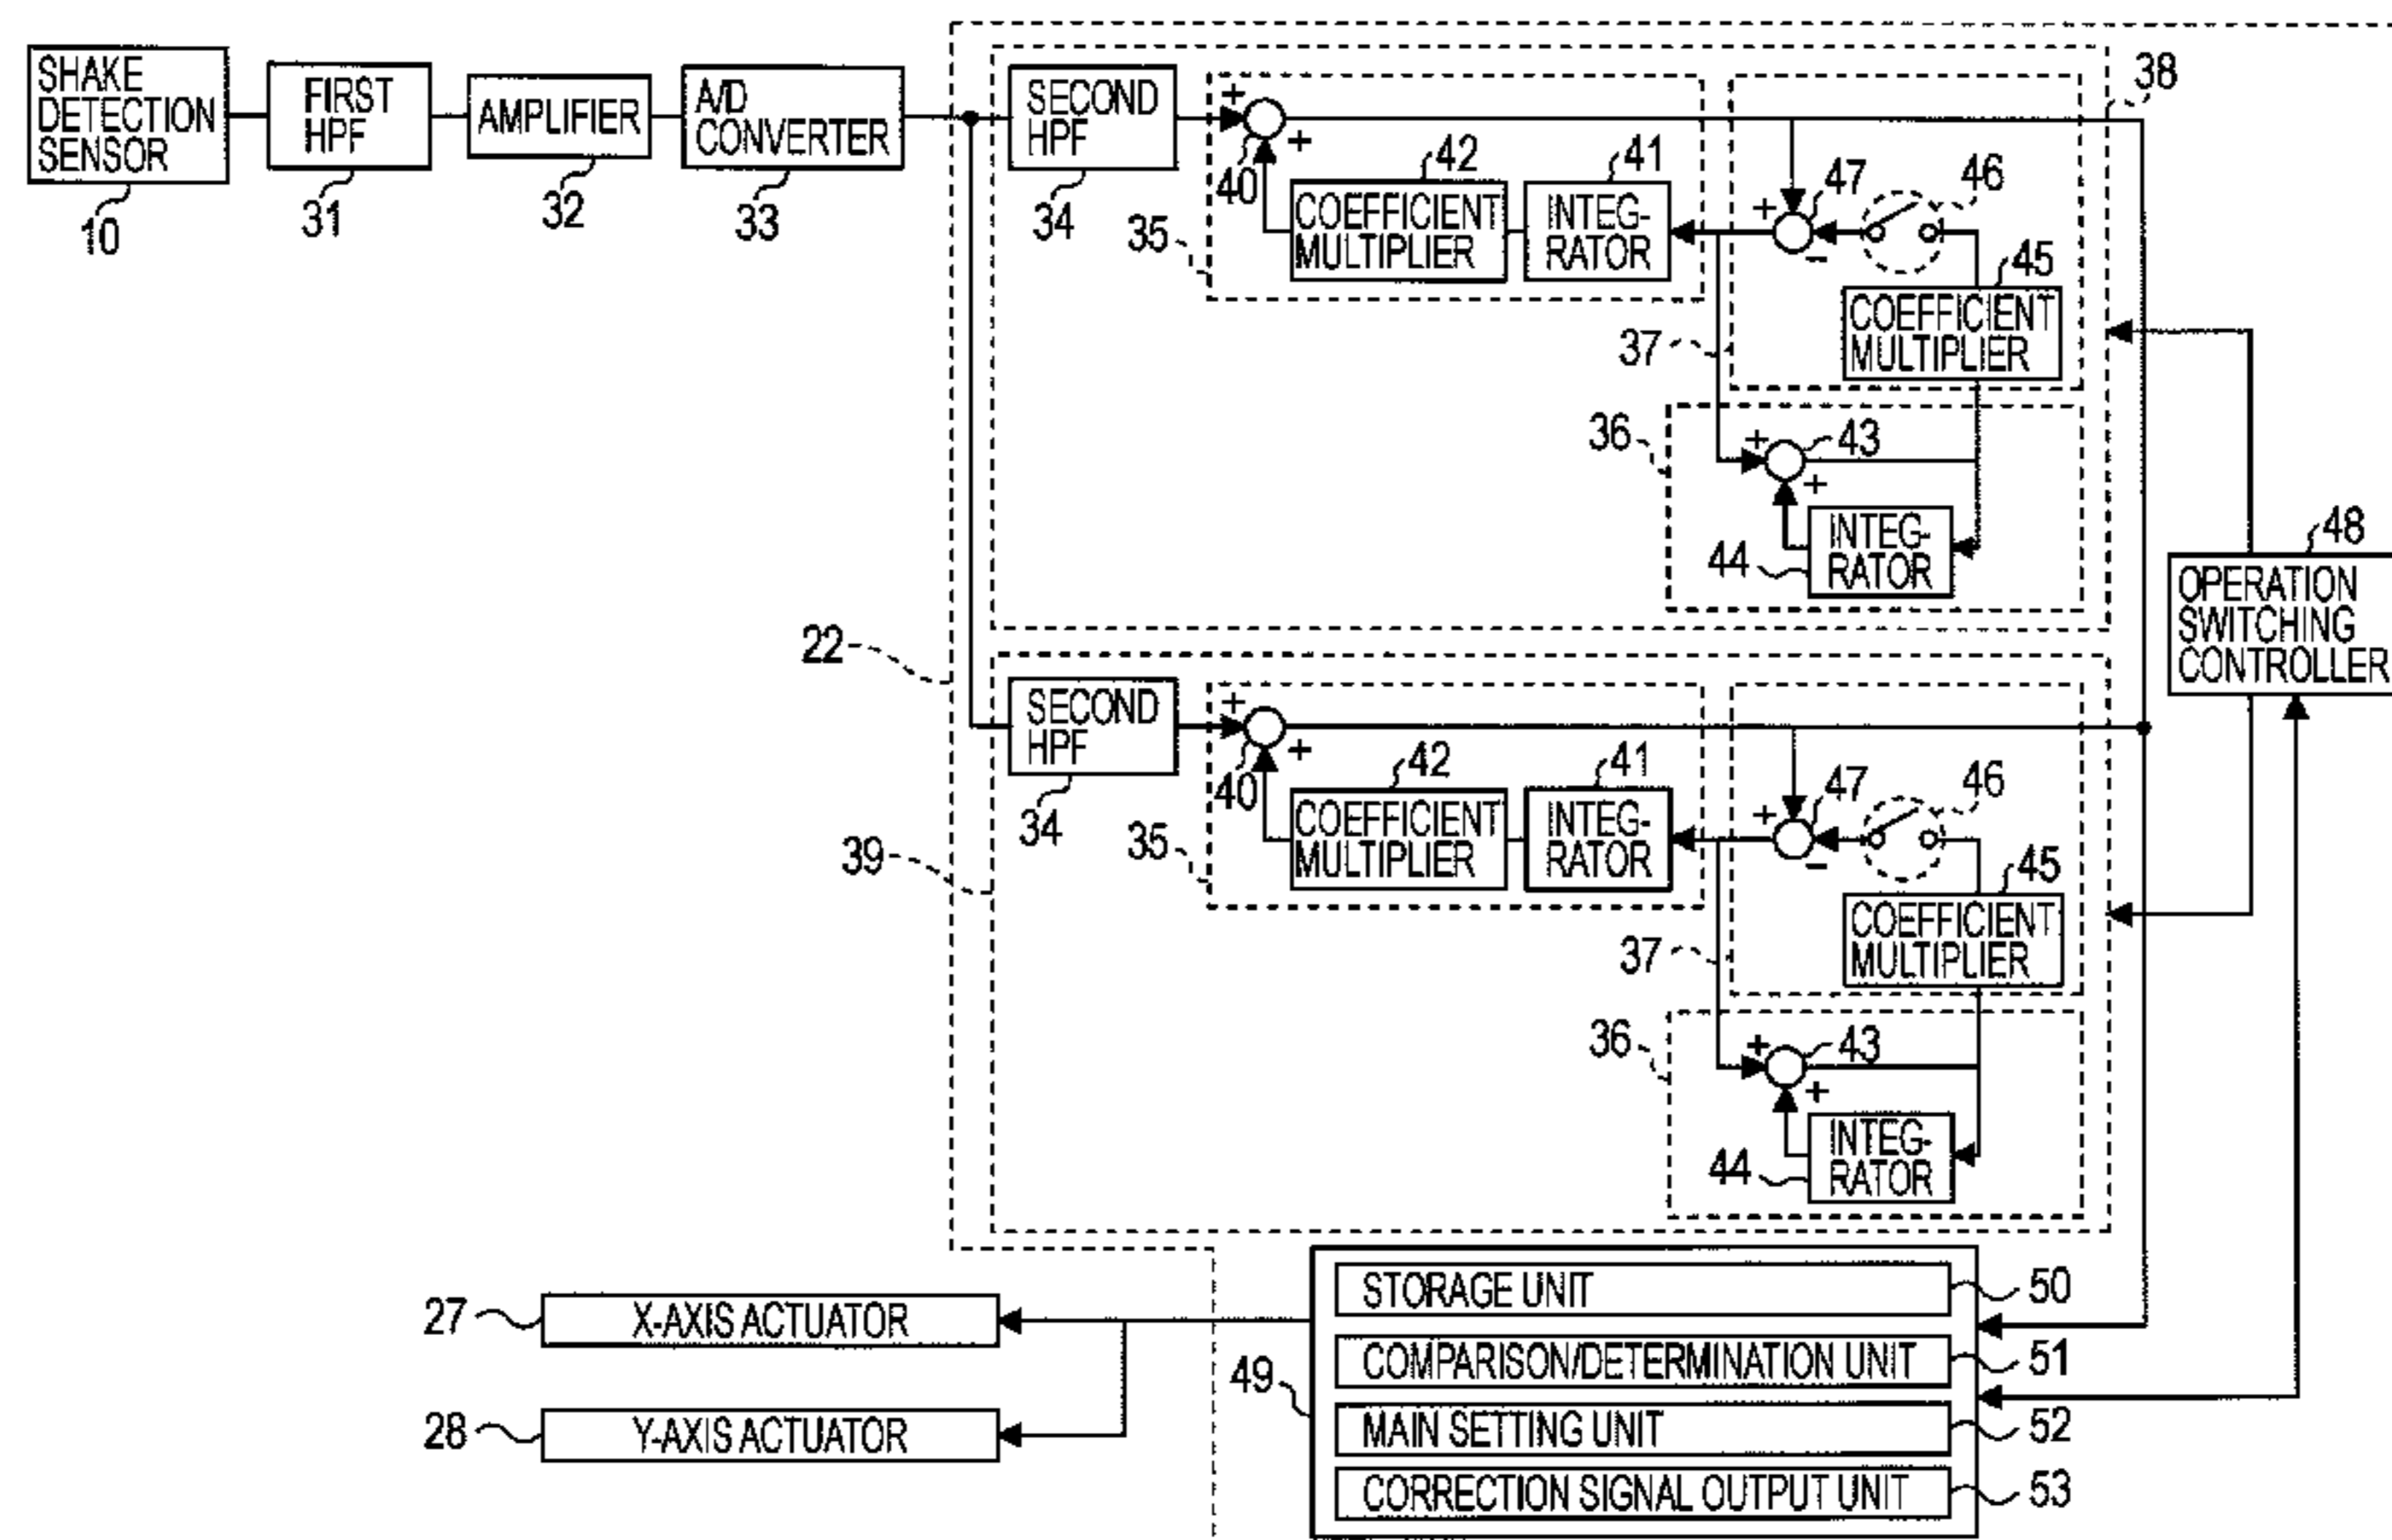 SHAKE
DETECTION
SENSOR
10
FIRST
HPF
31
AMPLIFIER
32
A/D
CONVERTER
33
38
SECOND
HPF
34
+
+
40
35
42
COEFFICIENT
MULTIPLIER
41
INTEG-
RATOR
+
-
47
46
45
COEFFICIENT
MULTIPLIER
37
36
+
+
43
44
INTEG-
RATOR
48
OPERATION
SWITCHING
CONTROLLER
22
39
SECOND
HPF
34
+
+
40
35
42
COEFFICIENT
MULTIPLIER
41
INTEG-
RATOR
+
-
47
46
45
COEFFICIENT
MULTIPLIER
37
36
+
+
43
44
INTEG-
RATOR
27
X-AXIS ACTUATOR
28
Y-AXIS ACTUATOR
49
STORAGE UNIT
50
COMPARISON/DETERMINATION UNIT
51
MAIN SETTING UNIT
52
CORRECTION SIGNAL OUTPUT UNIT
53